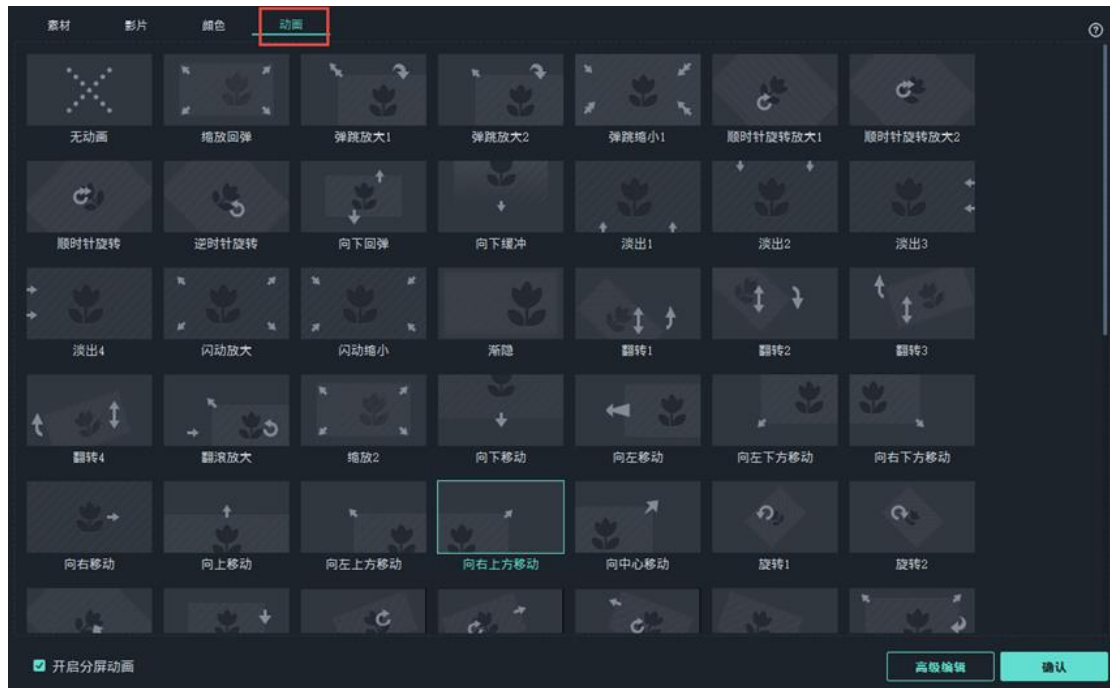 素材 影片 颜色 动画
无动画 缩放回弹 弹跳放大1 弹跳放大2 弹跳缩小1 顺时针旋转放大1 顺时针旋转放大2
顺时针旋转 逆时针旋转 向下回弹 向下缓冲 淡出1 淡出2 淡出3
淡出4 闪动放大 闪动缩小 渐隐 翻转1 翻转2 翻转3
翻转4 翻滚放大 缩放2 向下移动 向左移动 向左下方移动 向右下方移动
向右移动 向上移动 向左上方移动 向右上方移动 向中心移动 旋转1 旋转2
开启分屏动画 高级编辑 确认